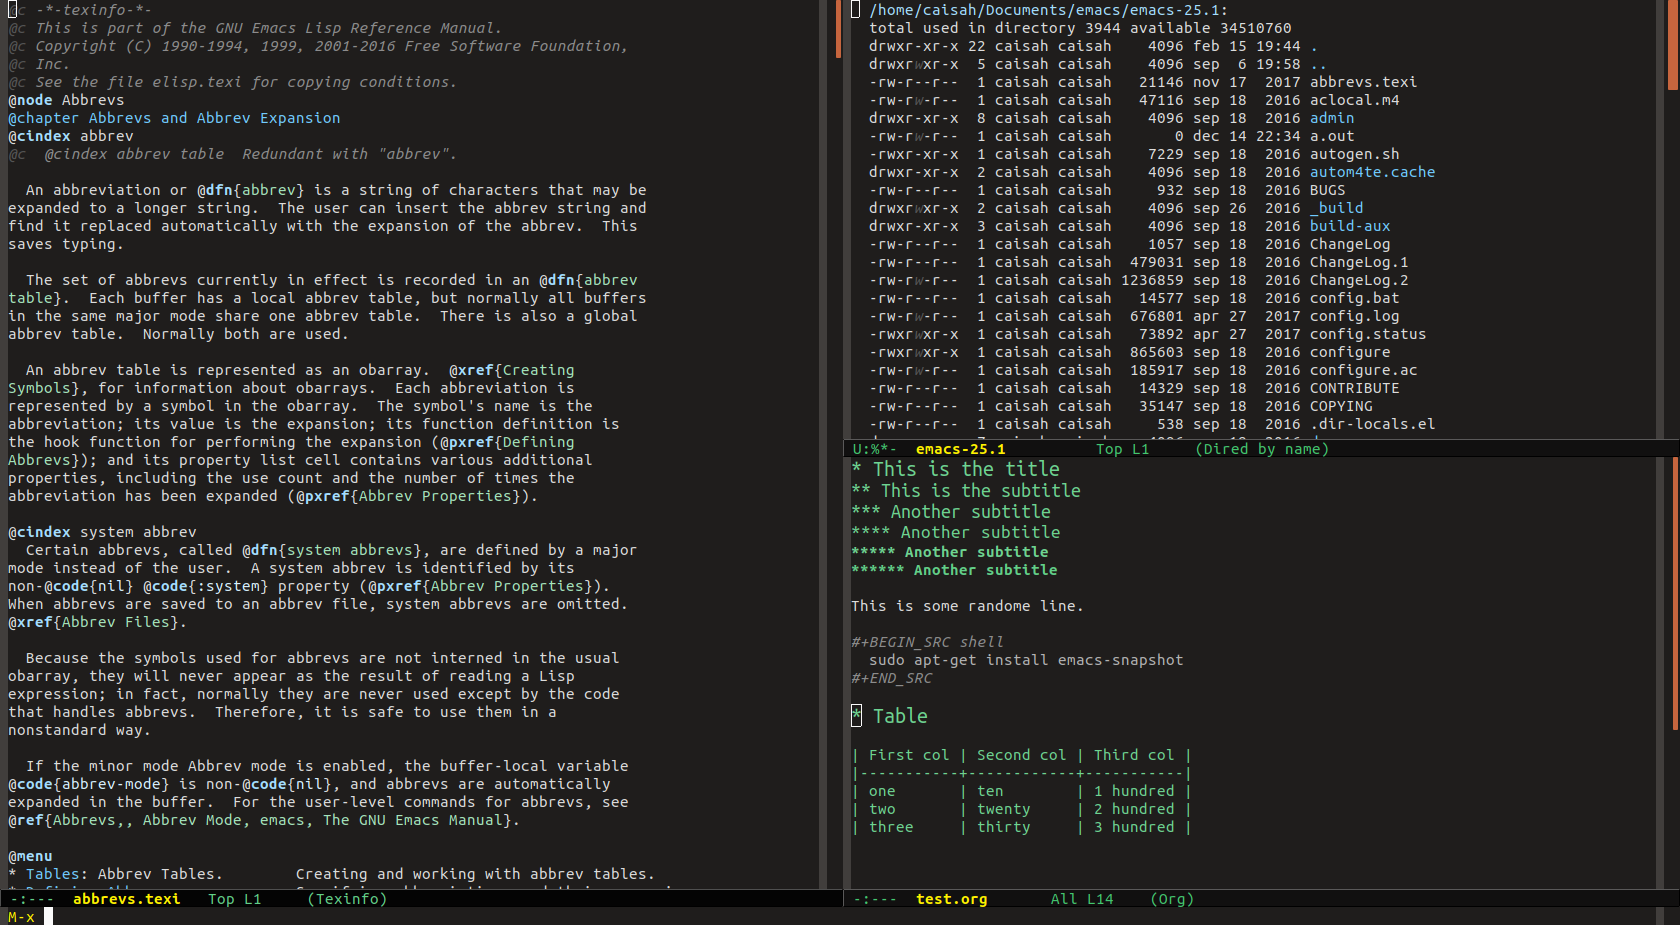 @c -*-texinfo-*-
@c This is part of the GNU Emacs Lisp Reference Manual.
@c Copyright (C) 1990-1994, 1999, 2001-2016 Free Software Foundation,
@c Inc.
@c See the file elisp.texi for copying conditions.
@node Abbrevs
@chapter Abbrevs and Abbrev Expansion
@cindex abbrev
@c  @cindex abbrev table  Redundant with "abbrev".

  An abbreviation or @dfn{abbrev} is a string of characters that may be
expanded to a longer string.  The user can insert the abbrev string and
find it replaced automatically with the expansion of the abbrev.  This
saves typing.

  The set of abbrevs currently in effect is recorded in an @dfn{abbrev
table}.  Each buffer has a local abbrev table, but normally all buffers
in the same major mode share one abbrev table.  There is also a global
abbrev table.  Normally both are used.

  An abbrev table is represented as an obarray.  @xref{Creating
Symbols}, for information about obarrays.  Each abbreviation is
represented by a symbol in the obarray.  The symbol's name is the
abbreviation; its value is the expansion; its function definition is
the hook function for performing the expansion (@pxref{Defining
Abbrevs}); and its property list cell contains various additional
properties, including the use count and the number of times the
abbreviation has been expanded (@pxref{Abbrev Properties}).

@cindex system abbrev
  Certain abbrevs, called @dfn{system abbrevs}, are defined by a major
mode instead of the user.  A system abbrev is identified by its
non-@code{nil} @code{:system} property (@pxref{Abbrev Properties}).
When abbrevs are saved to an abbrev file, system abbrevs are omitted.
@xref{Abbrev Files}.

  Because the symbols used for abbrevs are not interned in the usual
obarray, they will never appear as the result of reading a Lisp
expression; in fact, normally they are never used except by the code
that handles abbrevs.  Therefore, it is safe to use them in a
nonstandard way.

  If the minor mode Abbrev mode is enabled, the buffer-local variable
@code{abbrev-mode} is non-@code{nil}, and abbrevs are automatically
expanded in the buffer.  For the user-level commands for abbrevs, see
@ref{Abbrevs,, Abbrev Mode, emacs, The GNU Emacs Manual}.

@menu
* Tables: Abbrev Tables.        Creating and working with abbrev tables.
-:---  abbrevs.texi   Top L1     (Texinfo)
M-x
/home/caisah/Documents/emacs/emacs-25.1:
total used in directory 3944 available 34510760
drwxr-xr-x 22 caisah caisah    4096 feb 15 19:44 .
drwxrwxr-x  5 caisah caisah    4096 sep  6 19:58 ..
-rw-r--r--  1 caisah caisah   21146 nov 17  2017 abbrevs.texi
-rw-rw-r--  1 caisah caisah   47116 sep 18  2016 aclocal.m4
drwxr-xr-x  8 caisah caisah    4096 sep 18  2016 admin
-rw-rw-r--  1 caisah caisah       0 dec 14 22:34 a.out
-rwxr-xr-x  1 caisah caisah    7229 sep 18  2016 autogen.sh
drwxr-xr-x  2 caisah caisah    4096 sep 18  2016 autom4te.cache
-rw-r--r--  1 caisah caisah     932 sep 18  2016 BUGS
drwxrwxr-x  2 caisah caisah    4096 sep 26  2016 _build
drwxr-xr-x  3 caisah caisah    4096 sep 18  2016 build-aux
-rw-r--r--  1 caisah caisah    1057 sep 18  2016 ChangeLog
-rw-r--r--  1 caisah caisah  479031 sep 18  2016 ChangeLog.1
-rw-rw-r--  1 caisah caisah 1236859 sep 18  2016 ChangeLog.2
-rw-r--r--  1 caisah caisah   14577 sep 18  2016 config.bat
-rw-rw-r--  1 caisah caisah  676801 apr 27  2017 config.log
-rwxrwxr-x  1 caisah caisah   73892 apr 27  2017 config.status
-rwxrwxr-x  1 caisah caisah  865603 sep 18  2016 configure
-rw-rw-r--  1 caisah caisah  185917 sep 18  2016 configure.ac
-rw-r--r--  1 caisah caisah   14329 sep 18  2016 CONTRIBUTE
-rw-r--r--  1 caisah caisah   35147 sep 18  2016 COPYING
-rw-r--r--  1 caisah caisah     538 sep 18  2016 .dir-locals.el
U:%*-  emacs-25.1          Top L1     (Dired by name)
* This is the title
** This is the subtitle
*** Another subtitle
**** Another subtitle
***** Another subtitle
****** Another subtitle

This is some randome line.

#+BEGIN_SRC shell
  sudo apt-get install emacs-snapshot
#+END_SRC

* Table

| First col | Second col | Third col |
|-----------+------------+-----------|
| one       | ten        | 1 hundred |
| two       | twenty     | 2 hundred |
| three     | thirty     | 3 hundred |
-:---  test.org       All L14    (Org)